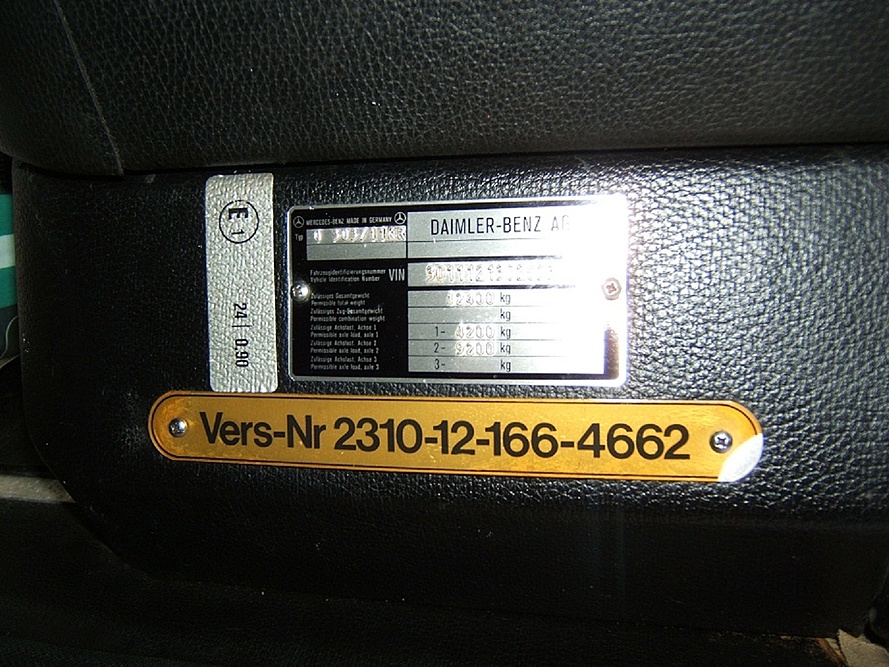 E 1
24 0,90
MERCEDES-BENZ MADE IN GERMANY
DAIMLER-BENZ AG
Typ
Fahrzeugidentifizierungsnummer
Vehicle Identification Number
VIN
Zulässiges Gesamtgewicht
Permissible total weight
12400 kg
Zulässiges Zug-Gesamtgewicht
Permissible combination weight
kg
Zulässige Achslast, Achse 1
Permissible axle load, axle 1
1- 4200 kg
Zulässige Achslast, Achse 2
Permissible axle load, axle 2
2- 9200 kg
Zulässige Achslast, Achse 3
Permissible axle load, axle 3
3- kg
Vers-Nr 2310-12-166-4662